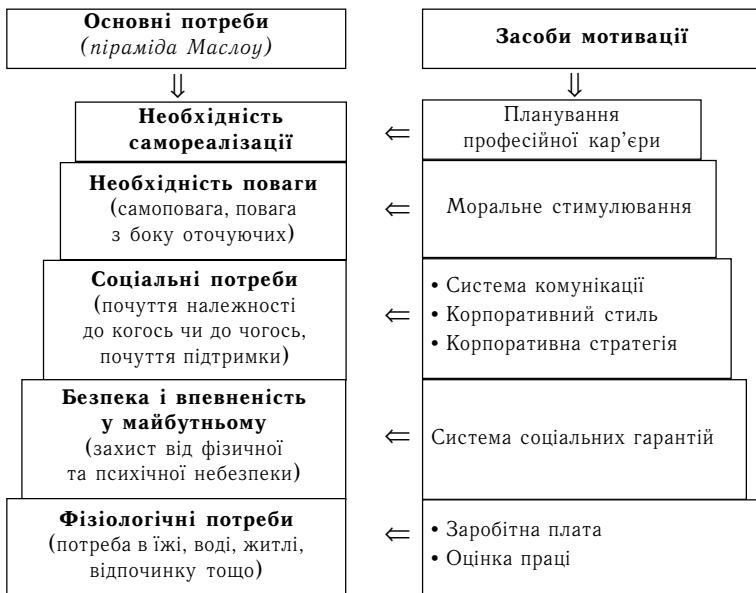 Основні потреби
(піраміда Маслоу)
Засоби мотивації
⇓
⇓
Необхідність
самореалізації
⇐
Планування
професійної кар’єри
Необхідність поваги
(самоповага, повага
з боку оточуючих)
⇐
Моральне стимулювання
Соціальні потреби
(почуття належності
до когось чи до чогось,
почуття підтримки)
⇐
• Система комунікації
• Корпоративний стиль
• Корпоративна стратегія
Безпека і впевненість
у майбутньому
(захист від фізичної
та психічної небезпеки)
⇐
Система соціальних гарантій
Фізіологічні потреби
(потреба в їжі, воді, житлі,
відпочинку тощо)
⇐
• Заробітна плата
• Оцінка праці